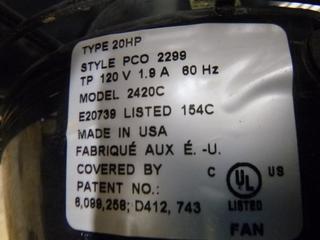 TYPE 20HP
STYLE PCO 2299
TP 120 V 1.9 A 60 Hz
MODEL 2420C
E20739 LISTED 154C
MADE IN USA
FABRIQUÉ AUX É.-U.
COVERED BY
PATENT NO.:
6,099,258; D412, 743
C UL US
LISTED
FAN